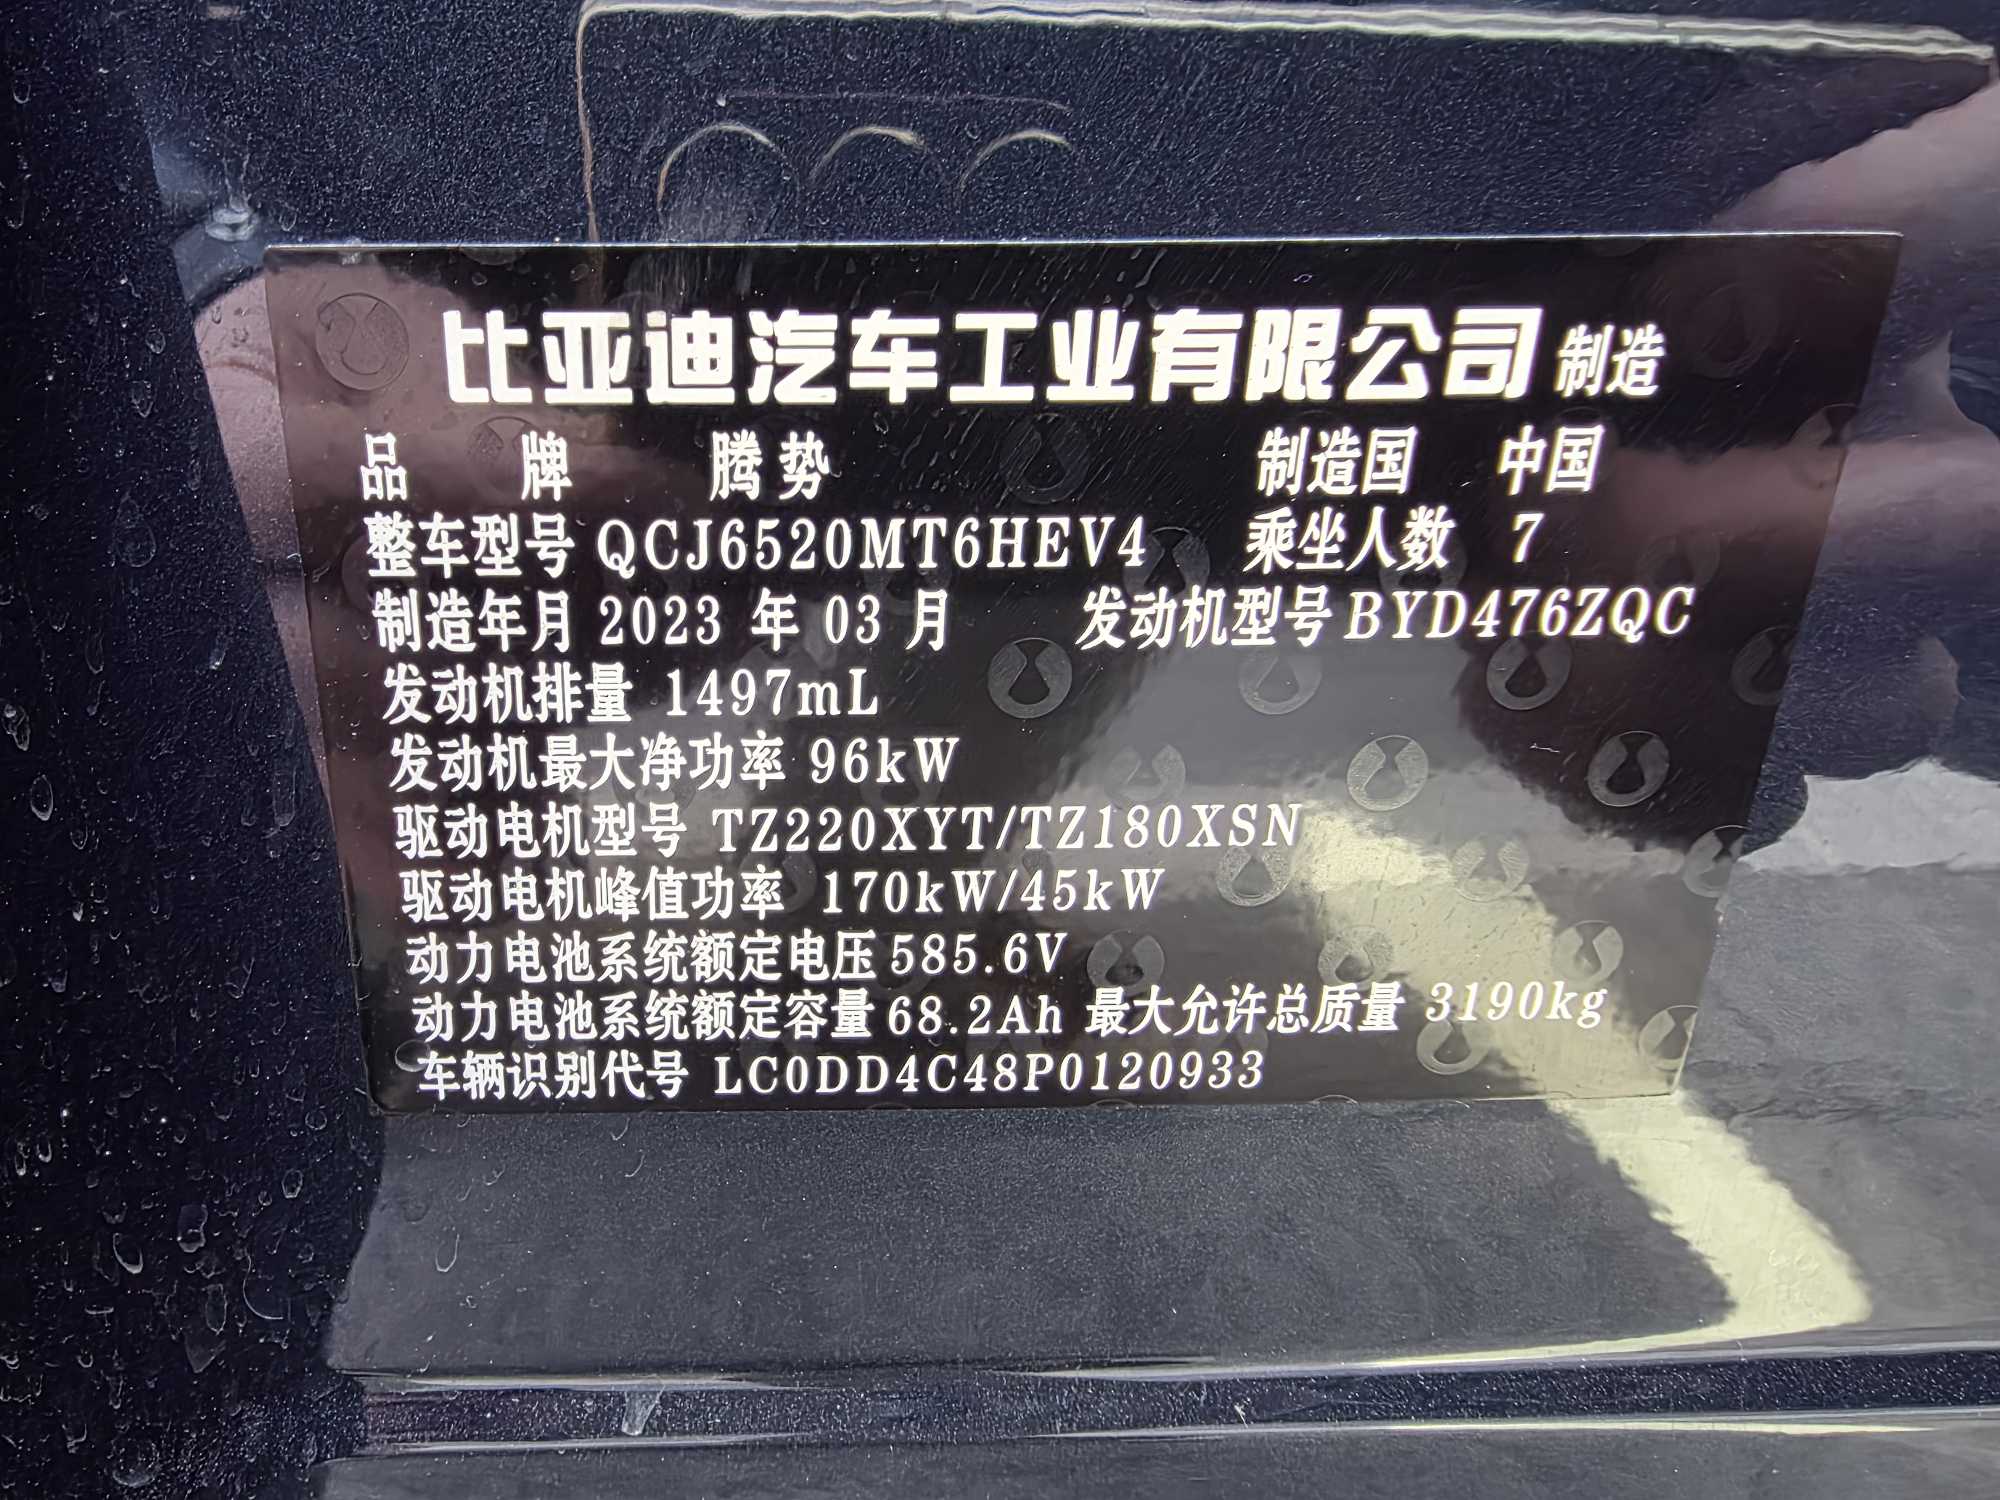 比亚迪汽车工业有限公司 制造
品 牌 腾势 制造国 中国
整车型号 QCJ6520MT6HEV4 乘坐人数 7
制造年月 2023 年 03 月 发动机型号 BYD476ZQC
发动机排量 1497mL
发动机最大净功率 96kW
驱动电机型号 TZ220XYT/TZ180XSN
驱动电机峰值功率 170kW/45kW
动力电池系统额定电压 585.6V
动力电池系统额定容量 68.2Ah 最大允许总质量 3190kg
车辆识别代号 LC0DD4C48P0120933